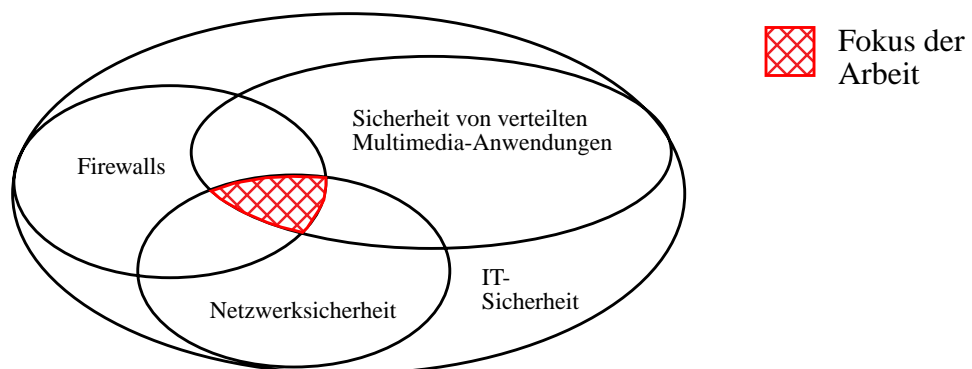 Fokus der
Arbeit
Sicherheit von verteilten
Multimedia-Anwendungen
Firewalls
IT-
Sicherheit
Netzwerksicherheit